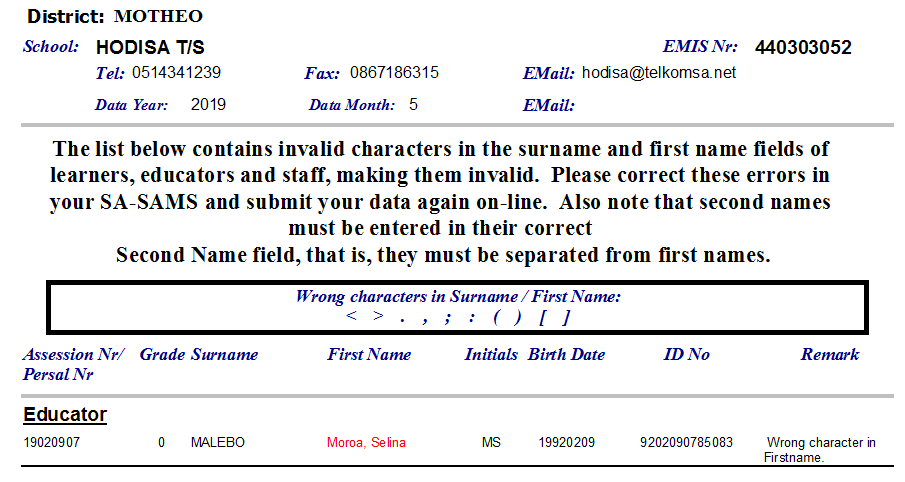 District: MOTHEO
School: HODISA T/S EMIS Nr: 440303052
Tel: 0514341239 Fax: 0867186315 EMail: hodisa@telkomsa.net
Data Year: 2019 Data Month: 5 EMail:
The list below contains invalid characters in the surname and first name fields of
learners, educators and staff, making them invalid. Please correct these errors in
your SA-SAMS and submit your data again on-line. Also note that second names
must be entered in their correct
Second Name field, that is, they must be separated from first names.
Wrong characters in Surname / First Name:
< > . , ; : ( ) [ ]
Assession Nr/ Grade Surname First Name Initials Birth Date ID No Remark
Persal Nr
Educator
19020907 0 MALEBO Moroa, Selina MS 19920209 9202090785083 Wrong character in
Firstname.